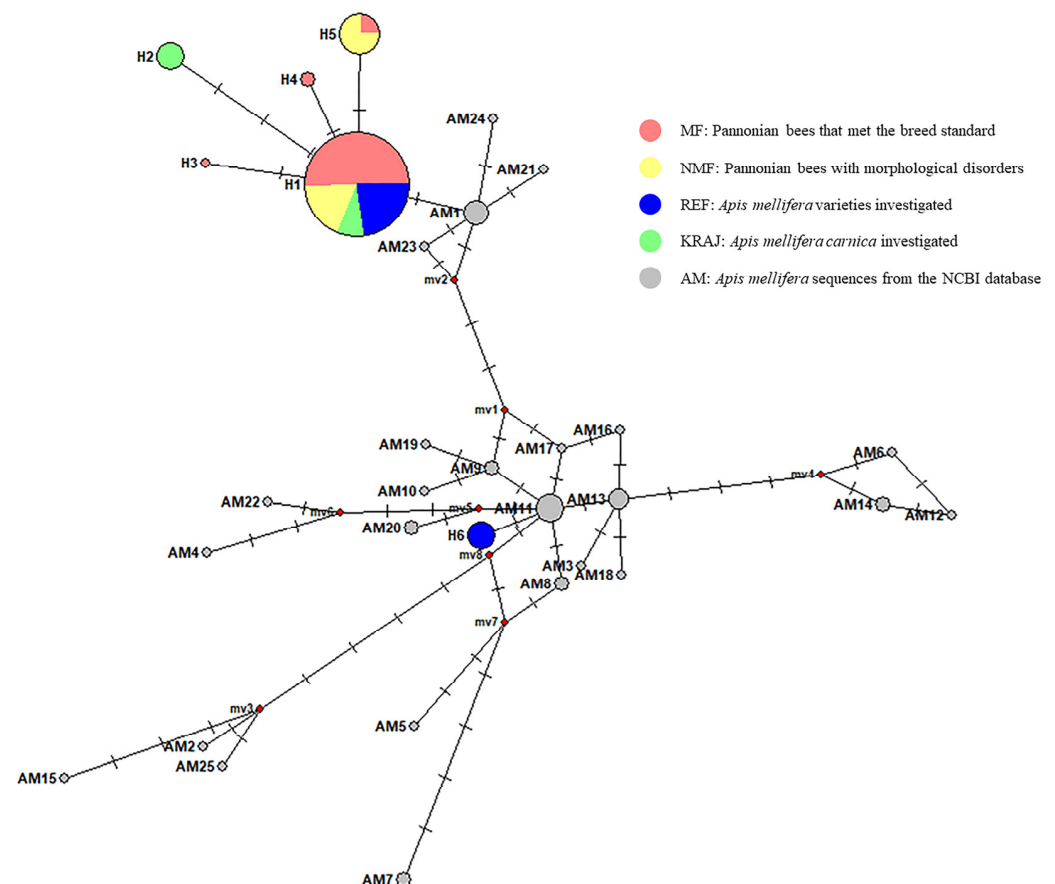 H5
H2
H4
AM24
MF: Pannonian bees that met the breed standard
H3
AM21
NMF: Pannonian bees with morphological disorders
H1
AM1
REF: Apis mellifera varieties investigated
AM23
KRAJ: Apis mellifera carnica investigated
mv2
AM: Apis mellifera sequences from the NCBI database
mv1
AM19
AM17
AM16
AM9
AM6
mv4
AM10
AM22
mv6
mv5
AM11
AM13
AM14
AM12
AM20
H6
AM4
mv8
AM3
AM18
AM8
mv7
mv3
AM5
AM2
AM25
AM15
AM7